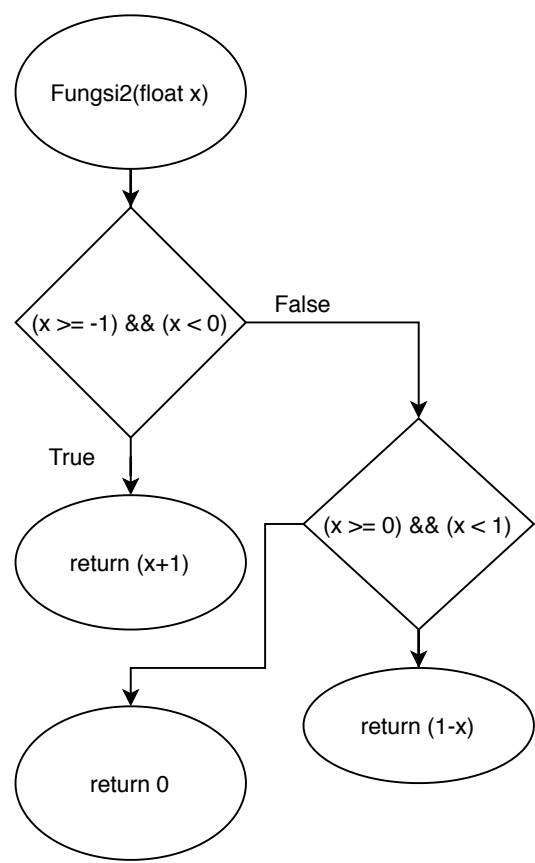 Fungsi2(float x)
(x >= -1) && (x < 0)
False
True
return (x+1)
(x >= 0) && (x < 1)
return (1-x)
return 0